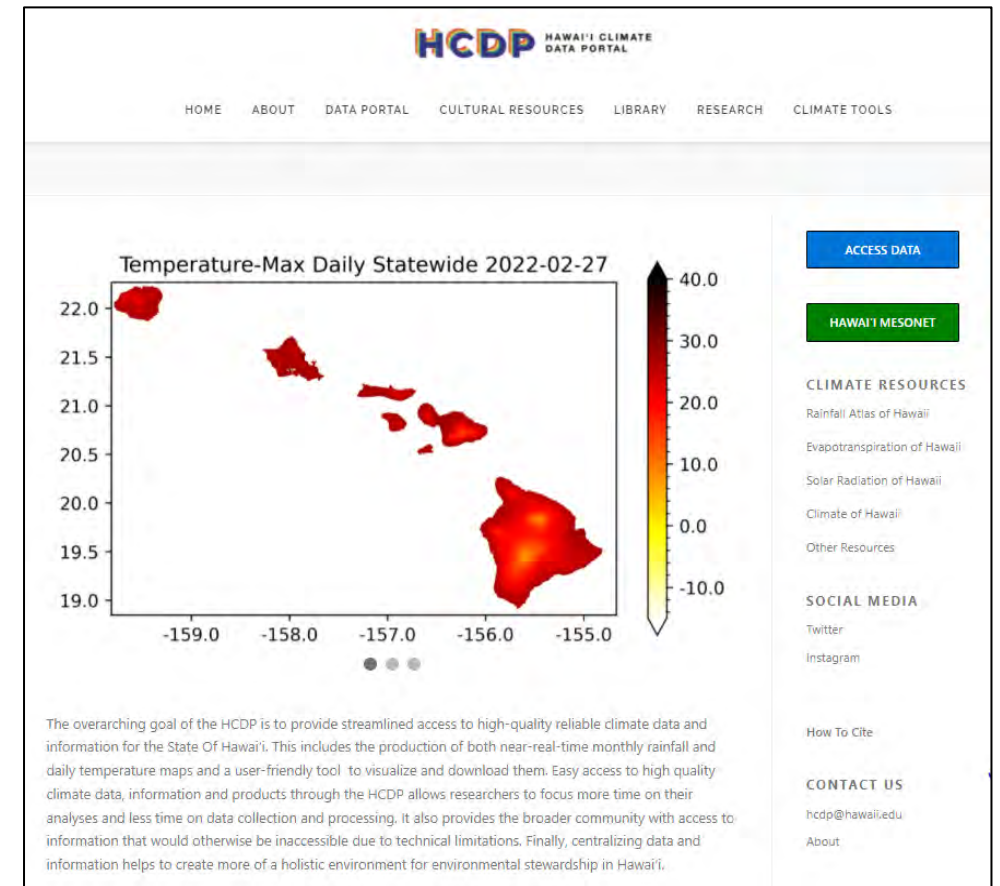 HCDP HAWAI'I CLIMATE
DATA PORTAL
HOME ABOUT DATA PORTAL CULTURAL RESOURCES LIBRARY RESEARCH CLIMATE TOOLS
Temperature-Max Daily Statewide 2022-02-27
22.0
21.5
21.0
20.5
20.0
19.5
19.0
-159.0 -158.0 -157.0 -156.0 -155.0
40.0
30.0
20.0
10.0
0.0
-10.0
The overarching goal of the HCDP is to provide streamlined access to high-quality reliable climate data and
information for the State Of Hawai'i. This includes the production of both near-real-time monthly rainfall and
daily temperature maps and a user-friendly tool to visualize and download them. Easy access to high quality
climate data, information and products through the HCDP allows researchers to focus more time on their
analyses and less time on data collection and processing. It also provides the broader community with access to
information that would otherwise be inaccessible due to technical limitations. Finally, centralizing data and
information helps to create more of a holistic environment for environmental stewardship in Hawai'i.
ACCESS DATA
HAWAI'I MESONET
CLIMATE RESOURCES
Rainfall Atlas of Hawaii
Evapotranspiration of Hawaii
Solar Radiation of Hawaii
Climate of Hawaii
Other Resources
SOCIAL MEDIA
Twitter
Instagram
How To Cite
CONTACT US
hcdp@hawaii.edu
About